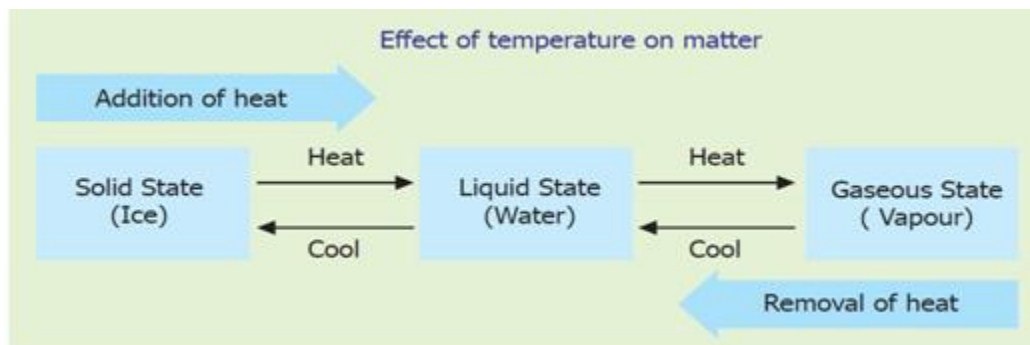 Effect of temperature on matter
Addition of heat
Heat
Heat
Solid State
(Ice)
Liquid State
(Water)
Gaseous State
( Vapour)
Cool
Cool
Removal of heat